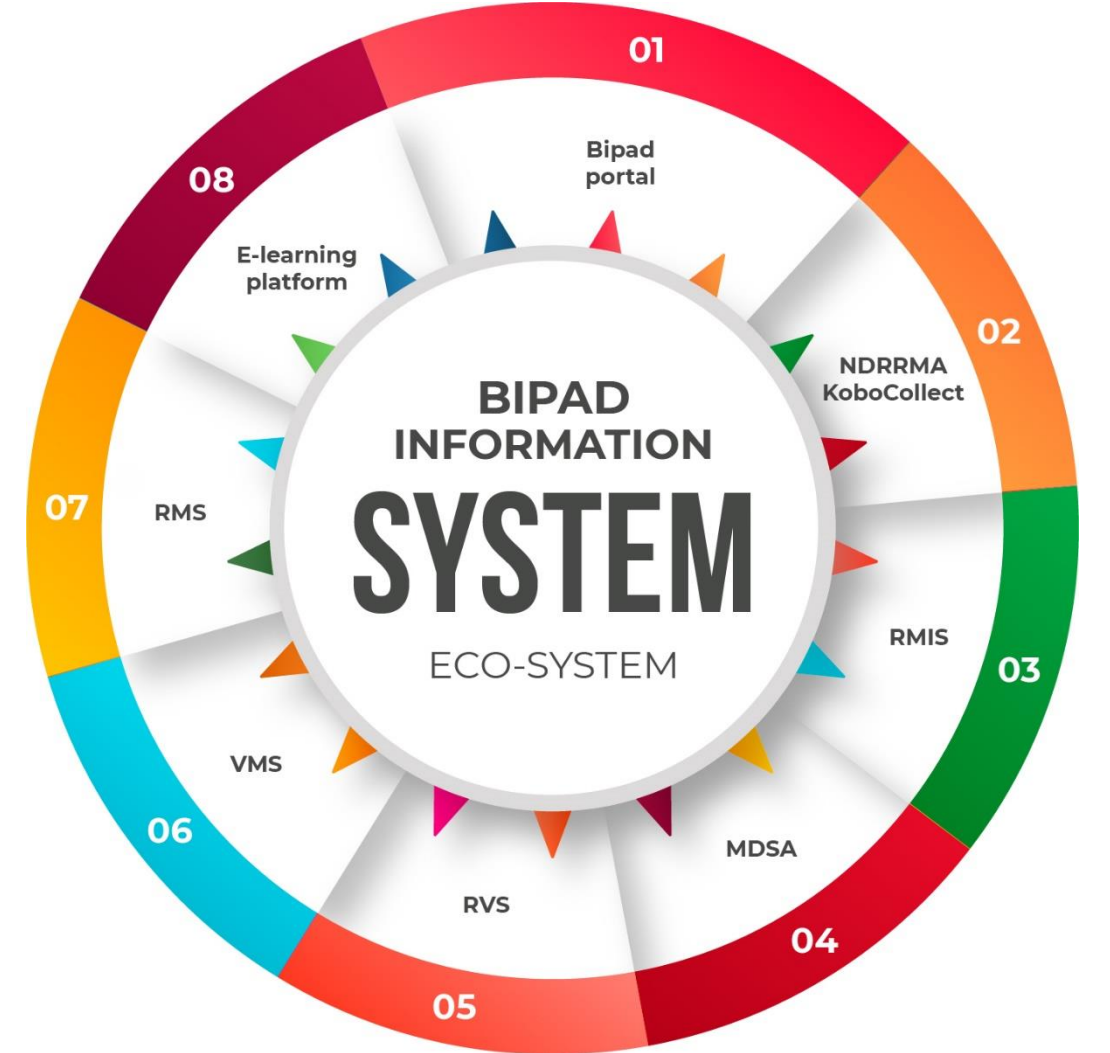 BIPAD
INFORMATION
SYSTEM
ECO-SYSTEM
01
Bipad
portal
02
NDRRMA
KoboCollect
03
RMIS
04
MDSA
05
RVS
06
VMS
07
RMS
08
E-learning
platform